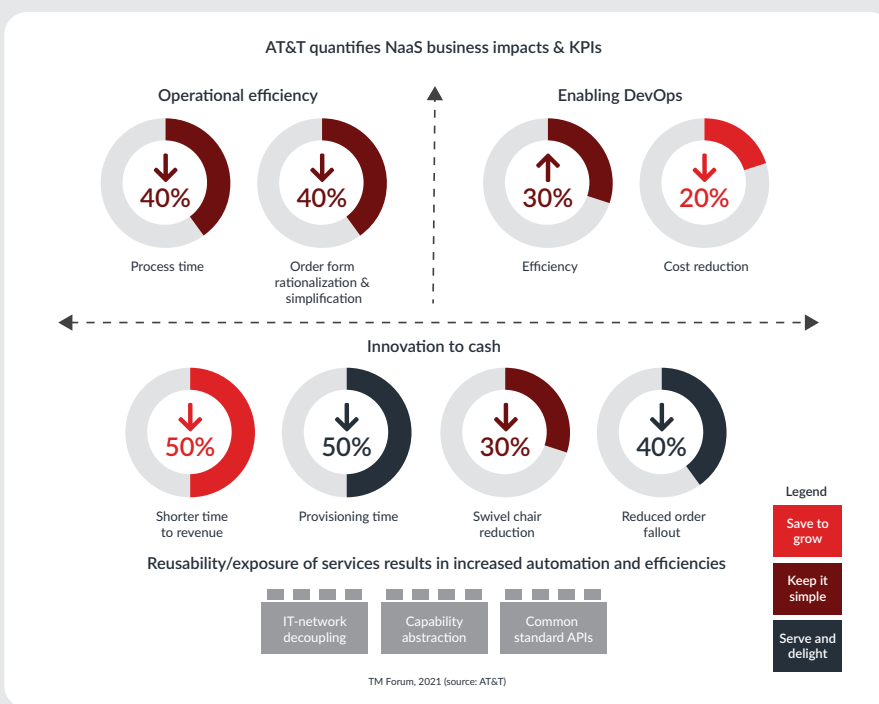 AT&T quantifies NaaS business impacts & KPIs
Operational efficiency
Enabling DevOps
40%
40%
30%
20%
Process time
Order form
rationalization &
simplification
Efficiency
Cost reduction
Innovation to cash
50%
50%
30%
40%
Shorter time
to revenue
Provisioning time
Swivel chair
reduction
Reduced order
fallout
Legend
Save to
grow
Keep it
simple
Serve and
delight
Reusability/exposure of services results in increased automation and efficiencies
IT-network
decoupling
Capability
abstraction
Common
standard APIs
TM Forum, 2021 (source: AT&T)